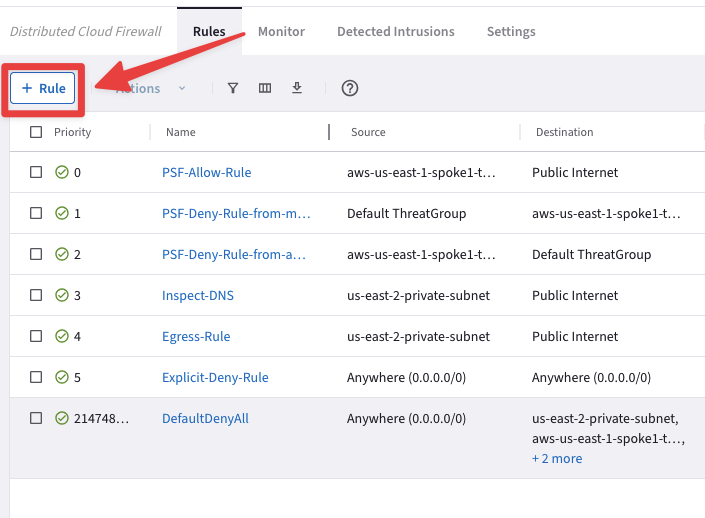 Distributed Cloud Firewall Rules Monitor Detected Intrusions Settings
+ Rule Actions
Priority Name Source Destination
0 PSF-Allow-Rule aws-us-east-1-spoke1-t... Public Internet
1 PSF-Deny-Rule-from-m... Default ThreatGroup aws-us-east-1-spoke1-t...
2 PSF-Deny-Rule-from-a... aws-us-east-1-spoke1-t... Default ThreatGroup
3 Inspect-DNS us-east-2-private-subnet Public Internet
4 Egress-Rule us-east-2-private-subnet Public Internet
5 Explicit-Deny-Rule Anywhere (0.0.0.0/0) Anywhere (0.0.0.0/0)
214748... DefaultDenyAll Anywhere (0.0.0.0/0) us-east-2-private-subnet,
aws-us-east-1-spoke1-t...,
+ 2 more